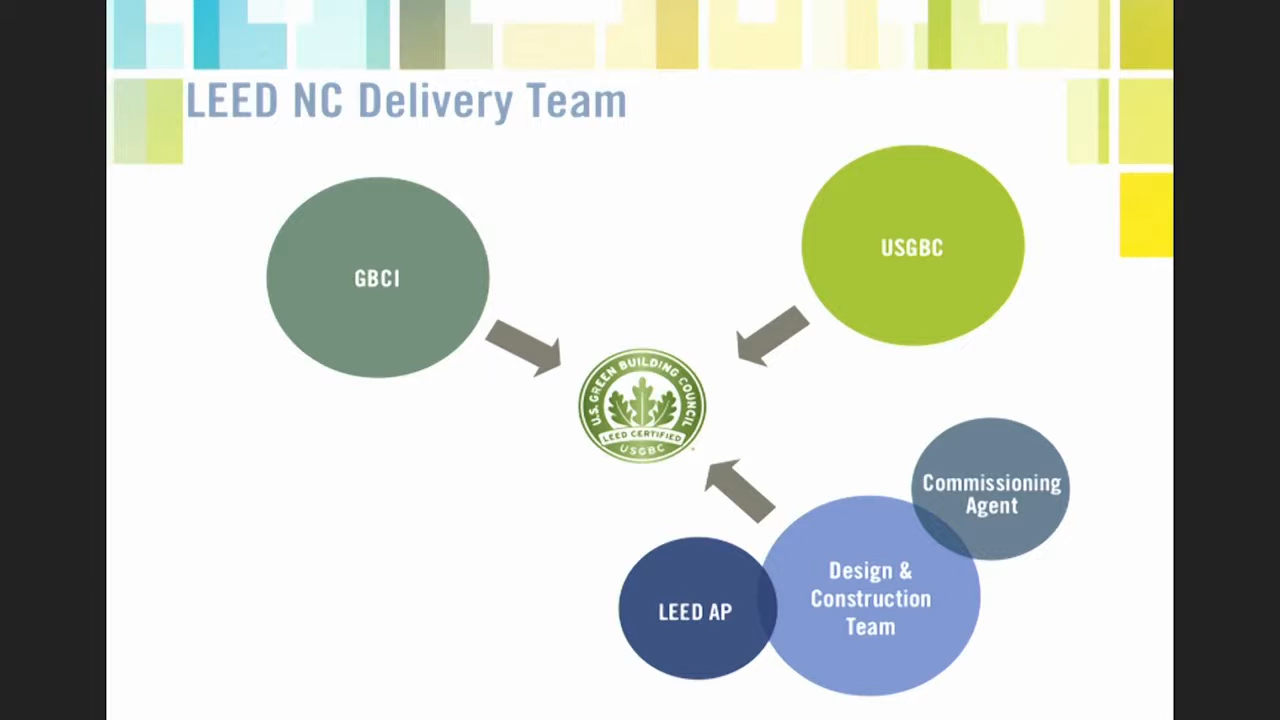 LEED NC Delivery Team
GBCI
USGBC
U.S. GREEN BUILDING COUNCIL
LEED CERTIFIED
USGBC
Commissioning
Agent
Design &
Construction
Team
LEED AP